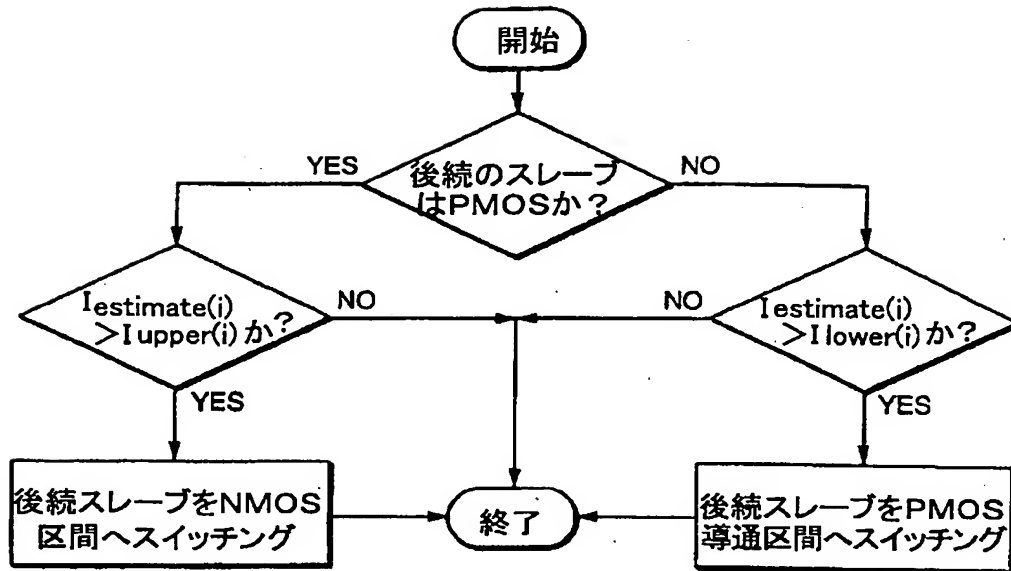 開始
YES
後続のスレーブ
はPMOSか?
NO
Iestimate(i)
>Iupper(i)か?
NO
YES
NO
Iestimate(i)
>Ilower(i)か?
YES
後続スレーブをNMOS
区間へスイッチング
終了
後続スレーブをPMOS
導通区間へスイッチング